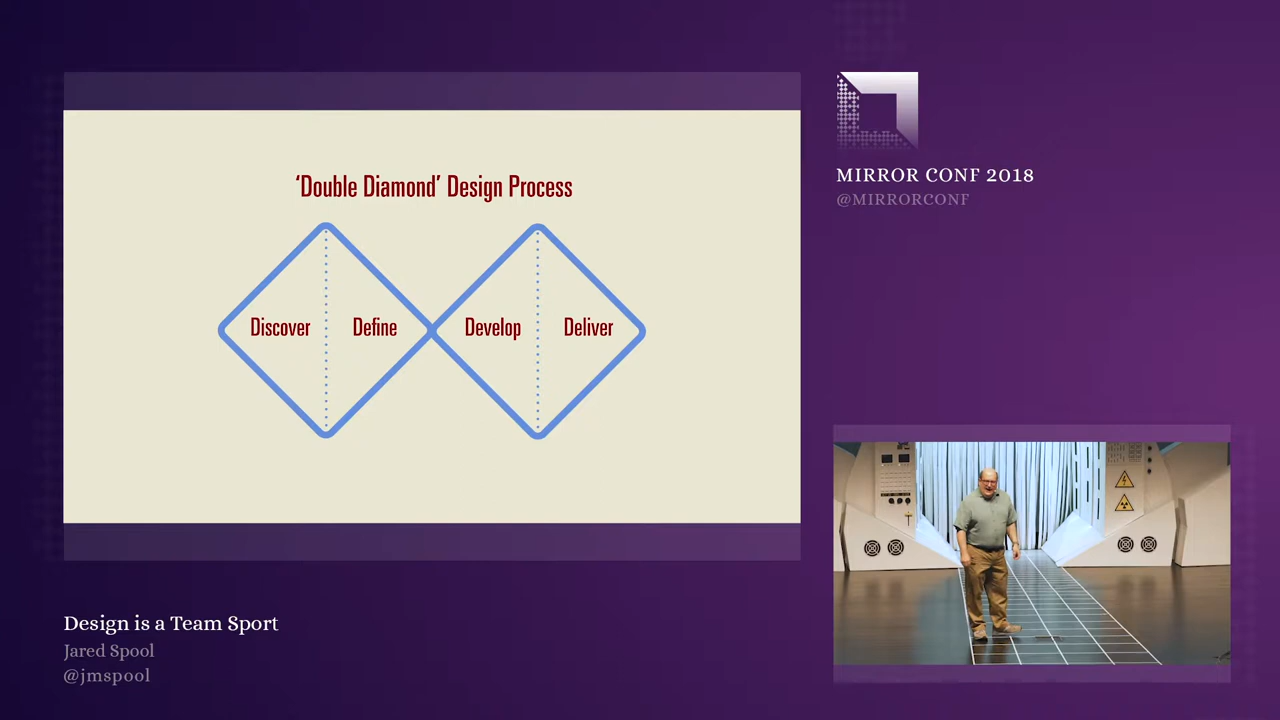 ‘Double Diamond’ Design Process
Discover
Define
Develop
Deliver
MIRROR CONF 2018
@MIRRORCONF
Design is a Team Sport
Jared Spool
@jmspool